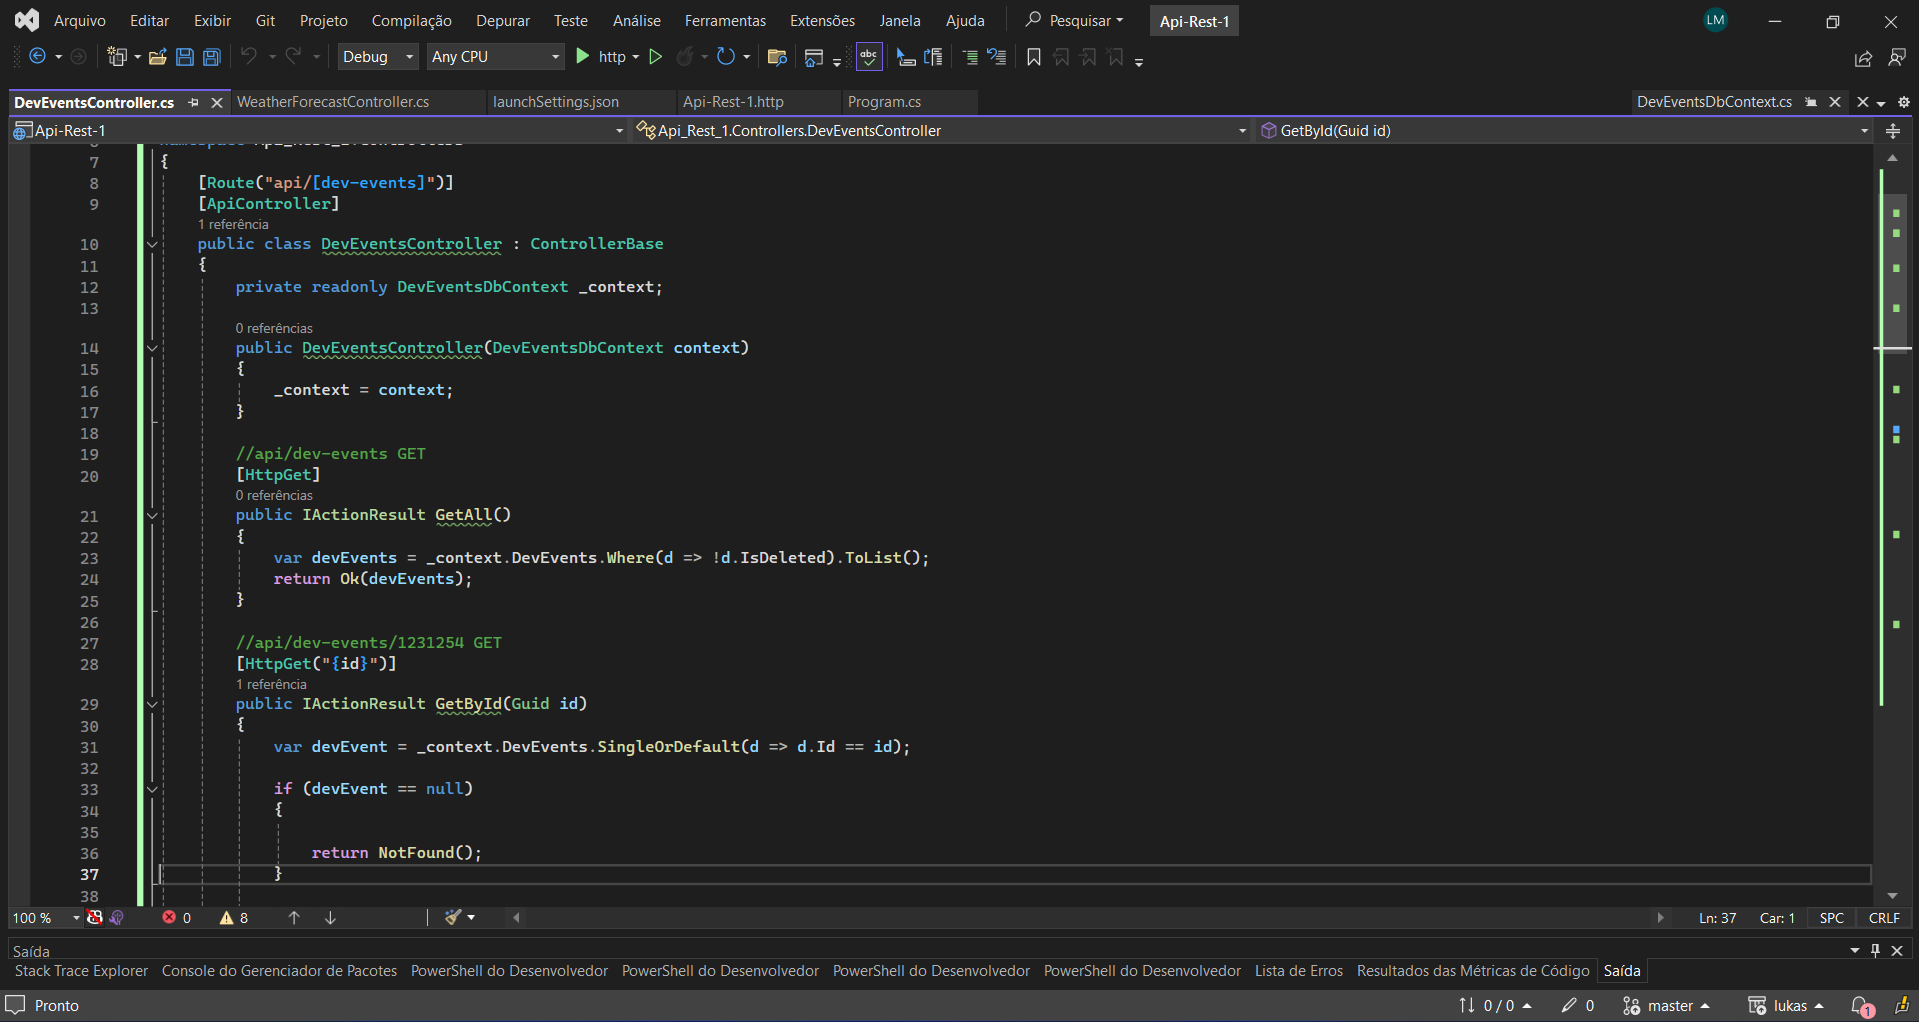 Arquivo Editar Exibir Git Projeto Compilação Depurar Teste Análise Ferramentas Extensões Janela Ajuda Pesquisar Api-Rest-1 LM
Debug Any CPU http abc
DevEventsController.cs WeatherForecastController.cs launchSettings.json Api-Rest-1.http Program.cs DevEventsDbContext.cs
Api-Rest-1 Api_Rest_1.Controllers.DevEventsController GetById(Guid id)
7 {
8 [Route("api/[dev-events]")]
9 [ApiController]
1 referência
10 public class DevEventsController : ControllerBase
11 {
12 private readonly DevEventsDbContext _context;
13
0 referências
14 public DevEventsController(DevEventsDbContext context)
15 {
16 _context = context;
17 }
18
19 //api/dev-events GET
20 [HttpGet]
0 referências
21 public IActionResult GetAll()
22 {
23 var devEvents = _context.DevEvents.Where(d => !d.IsDeleted).ToList();
24 return Ok(devEvents);
25 }
26
27 //api/dev-events/1231254 GET
28 [HttpGet("{id}")]
1 referência
29 public IActionResult GetById(Guid id)
30 {
31 var devEvent = _context.DevEvents.SingleOrDefault(d => d.Id == id);
32
33 if (devEvent == null)
34 {
35
36 return NotFound();
37 }
38
100 % 0 8 Ln: 37 Car: 1 SPC CRLF
Saída
Stack Trace Explorer Console do Gerenciador de Pacotes PowerShell do Desenvolvedor PowerShell do Desenvolvedor PowerShell do Desenvolvedor PowerShell do Desenvolvedor Lista de Erros Resultados das Métricas de Código Saída
Pronto 0 / 0 0 master lukas 1